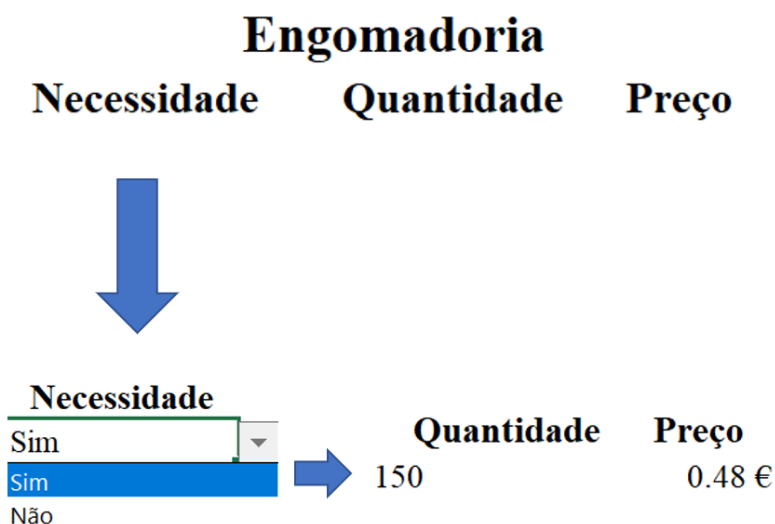 Engomadoria
Necessidade Quantidade Preço
Necessidade
Sim
Sim
Não
Quantidade Preço
150 0.48 €